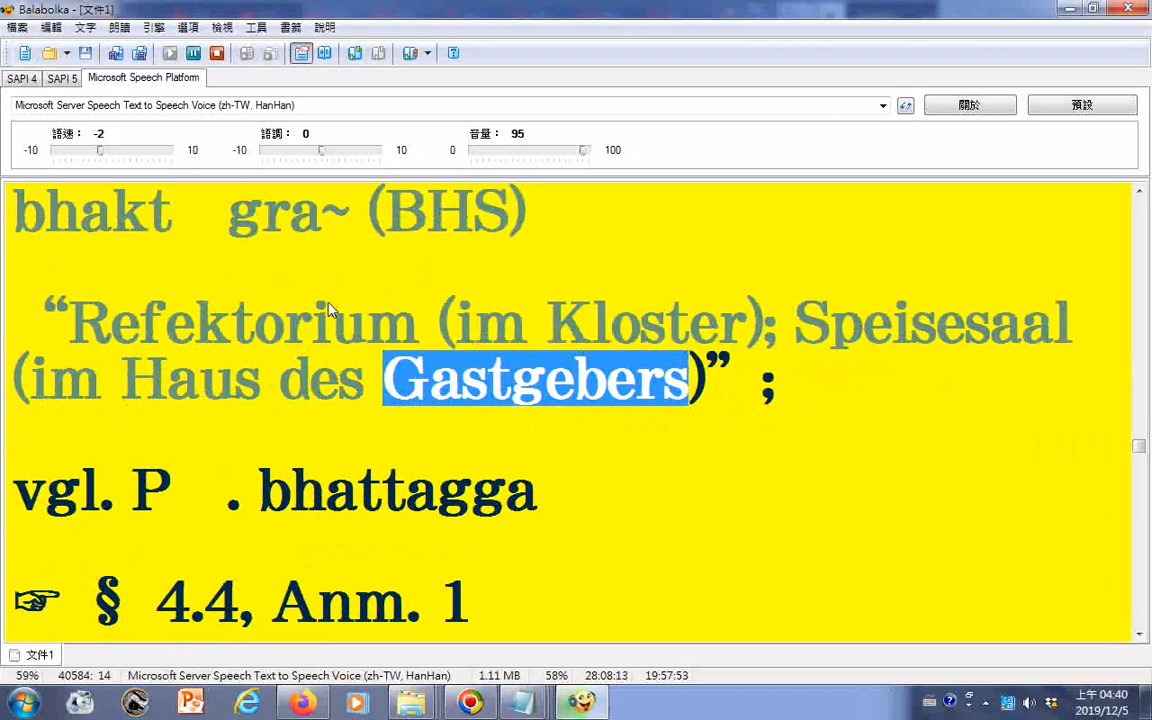 Balabolka - [文件1]
檔案 編輯 文字 朗讀 引擎 選項 檢視 工具 書籤 說明
SAPI 4 SAPI 5 Microsoft Speech Platform
Microsoft Server Speech Text to Speech Voice (zh-TW, HanHan) 關於 預設
語速： -2 語調： 0 音量： 95
-10 10 -10 10 0 100
bhakt gra~ (BHS)
“Refektorium (im Kloster); Speisesaal
(im Haus des Gastgebers)” ;
vgl. P . bhattagga
☞ § 4.4, Anm. 1
文件1
59% 40584: 14 Microsoft Server Speech Text to Speech Voice (zh-TW, HanHan) 1.11 MB 58% 28:08:13 19:57:53
上午 04:40
2019/12/5